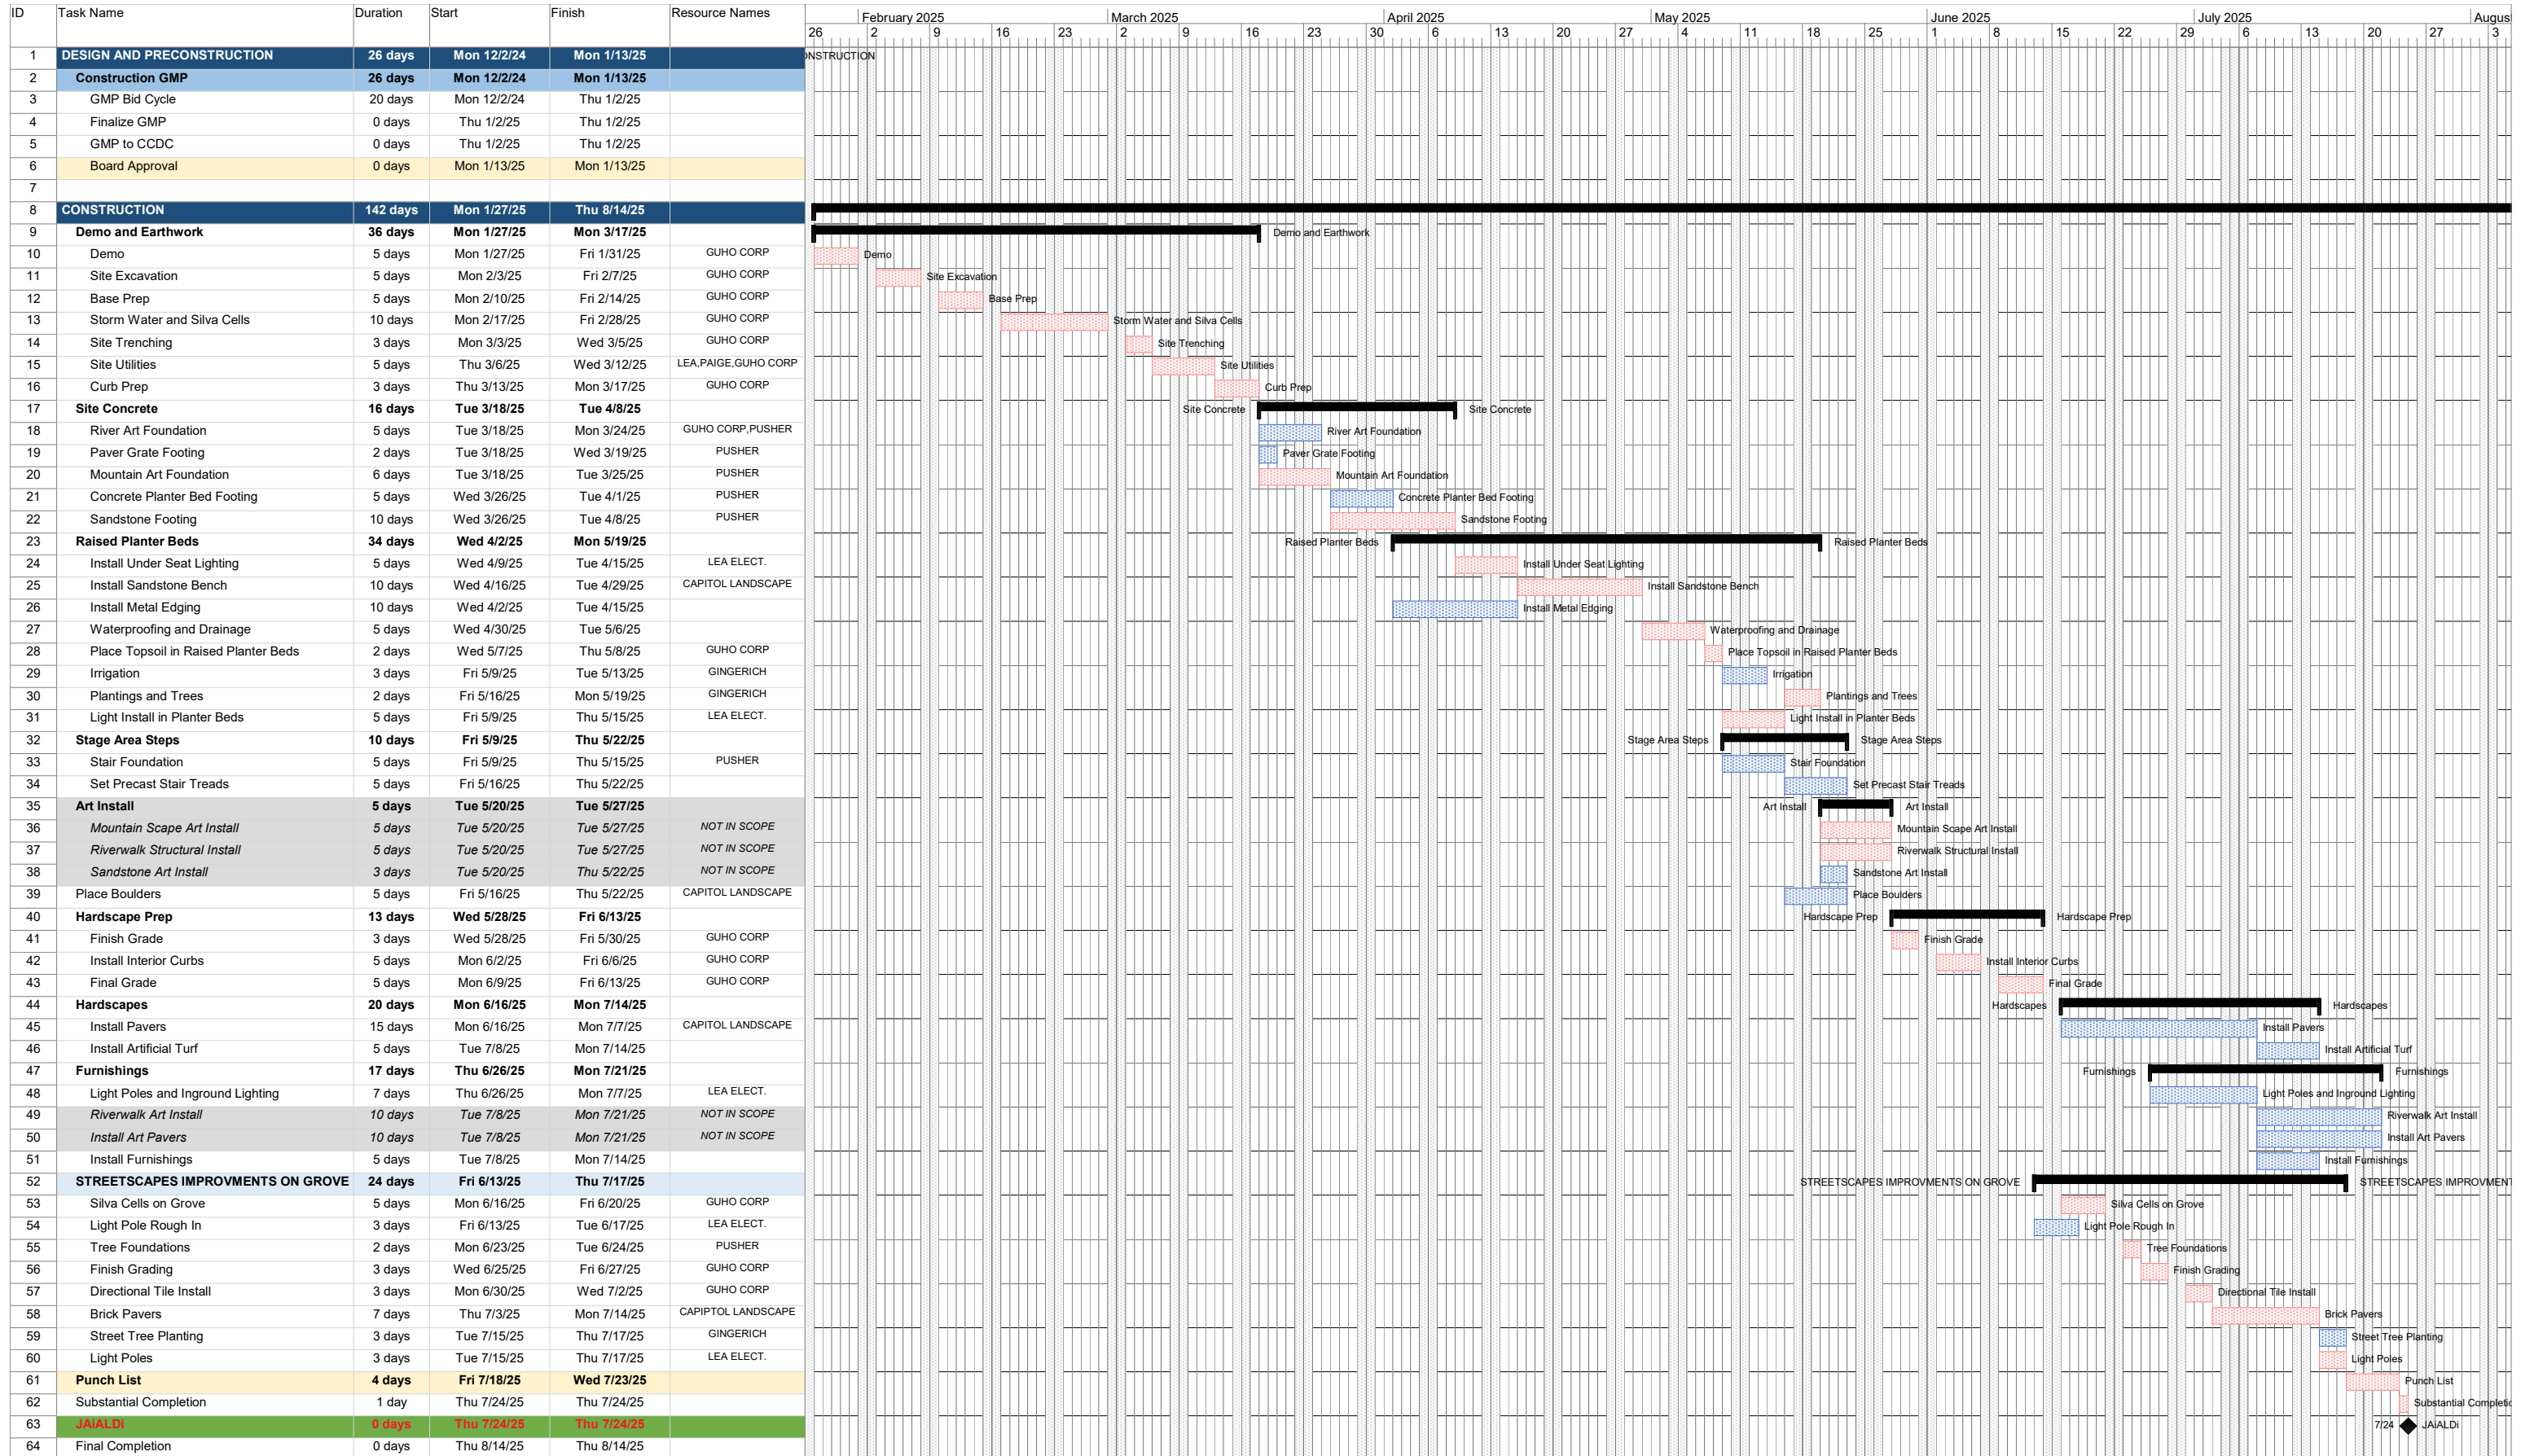 ID Task Name Duration Start Finish Resource Names
February 2025 March 2025 April 2025 May 2025 June 2025 July 2025 August
26 2 9 16 23 2 9 16 23 30 6 13 20 27 4 11 18 25 1 8 15 22 29 6 13 20 27 3
1 DESIGN AND PRECONSTRUCTION 26 days Mon 12/2/24 Mon 1/13/25 ONSTRUCTION
2 Construction GMP 26 days Mon 12/2/24 Mon 1/13/25
3 GMP Bid Cycle 20 days Mon 12/2/24 Thu 1/2/25
4 Finalize GMP 0 days Thu 1/2/25 Thu 1/2/25
5 GMP to CCDC 0 days Thu 1/2/25 Thu 1/2/25
6 Board Approval 0 days Mon 1/13/25 Mon 1/13/25
7
8 CONSTRUCTION 142 days Mon 1/27/25 Thu 8/14/25
9 Demo and Earthwork 36 days Mon 1/27/25 Mon 3/17/25 Demo and Earthwork
10 Demo 5 days Mon 1/27/25 Fri 1/31/25 GUHO CORP Demo
11 Site Excavation 5 days Mon 2/3/25 Fri 2/7/25 GUHO CORP Site Excavation
12 Base Prep 5 days Mon 2/10/25 Fri 2/14/25 GUHO CORP Base Prep
13 Storm Water and Silva Cells 10 days Mon 2/17/25 Fri 2/28/25 GUHO CORP Storm Water and Silva Cells
14 Site Trenching 3 days Mon 3/3/25 Wed 3/5/25 GUHO CORP Site Trenching
15 Site Utilities 5 days Thu 3/6/25 Wed 3/12/25 LEA,PAIGE,GUHO CORP Site Utilities
16 Curb Prep 3 days Thu 3/13/25 Mon 3/17/25 GUHO CORP Curb Prep
17 Site Concrete 16 days Tue 3/18/25 Tue 4/8/25 Site Concrete Site Concrete
18 River Art Foundation 5 days Tue 3/18/25 Mon 3/24/25 GUHO CORP,PUSHER River Art Foundation
19 Paver Grate Footing 2 days Tue 3/18/25 Wed 3/19/25 PUSHER Paver Grate Footing
20 Mountain Art Foundation 6 days Tue 3/18/25 Tue 3/25/25 PUSHER Mountain Art Foundation
21 Concrete Planter Bed Footing 5 days Wed 3/26/25 Tue 4/1/25 PUSHER Concrete Planter Bed Footing
22 Sandstone Footing 10 days Wed 3/26/25 Tue 4/8/25 PUSHER Sandstone Footing
23 Raised Planter Beds 34 days Wed 4/2/25 Mon 5/19/25 Raised Planter Beds Raised Planter Beds
24 Install Under Seat Lighting 5 days Wed 4/9/25 Tue 4/15/25 LEA ELECT. Install Under Seat Lighting
25 Install Sandstone Bench 10 days Wed 4/16/25 Tue 4/29/25 CAPITOL LANDSCAPE Install Sandstone Bench
26 Install Metal Edging 10 days Wed 4/2/25 Tue 4/15/25 Install Metal Edging
27 Waterproofing and Drainage 5 days Wed 4/30/25 Tue 5/6/25 Waterproofing and Drainage
28 Place Topsoil in Raised Planter Beds 2 days Wed 5/7/25 Thu 5/8/25 GUHO CORP Place Topsoil in Raised Planter Beds
29 Irrigation 3 days Fri 5/9/25 Tue 5/13/25 GINGERICH Irrigation
30 Plantings and Trees 2 days Fri 5/16/25 Mon 5/19/25 GINGERICH Plantings and Trees
31 Light Install in Planter Beds 5 days Fri 5/9/25 Thu 5/15/25 LEA ELECT. Light Install in Planter Beds
32 Stage Area Steps 10 days Fri 5/9/25 Thu 5/22/25 Stage Area Steps Stage Area Steps
33 Stair Foundation 5 days Fri 5/9/25 Thu 5/15/25 PUSHER Stair Foundation
34 Set Precast Stair Treads 5 days Fri 5/16/25 Thu 5/22/25 Set Precast Stair Treads
35 Art Install 5 days Tue 5/20/25 Tue 5/27/25 Art Install Art Install
36 Mountain Scape Art Install 5 days Tue 5/20/25 Tue 5/27/25 NOT IN SCOPE Mountain Scape Art Install
37 Riverwalk Structural Install 5 days Tue 5/20/25 Tue 5/27/25 NOT IN SCOPE Riverwalk Structural Install
38 Sandstone Art Install 3 days Tue 5/20/25 Thu 5/22/25 NOT IN SCOPE Sandstone Art Install
39 Place Boulders 5 days Fri 5/16/25 Thu 5/22/25 CAPITOL LANDSCAPE Place Boulders
40 Hardscape Prep 13 days Wed 5/28/25 Fri 6/13/25 Hardscape Prep Hardscape Prep
41 Finish Grade 3 days Wed 5/28/25 Fri 5/30/25 GUHO CORP Finish Grade
42 Install Interior Curbs 5 days Mon 6/2/25 Fri 6/6/25 GUHO CORP Install Interior Curbs
43 Final Grade 5 days Mon 6/9/25 Fri 6/13/25 GUHO CORP Final Grade
44 Hardscapes 20 days Mon 6/16/25 Mon 7/14/25 Hardscapes Hardscapes
45 Install Pavers 15 days Mon 6/16/25 Mon 7/7/25 CAPITOL LANDSCAPE Install Pavers
46 Install Artificial Turf 5 days Tue 7/8/25 Mon 7/14/25 Install Artificial Turf
47 Furnishings 17 days Thu 6/26/25 Mon 7/21/25 Furnishings Furnishings
48 Light Poles and Inground Lighting 7 days Thu 6/26/25 Mon 7/7/25 LEA ELECT. Light Poles and Inground Lighting
49 Riverwalk Art Install 10 days Tue 7/8/25 Mon 7/21/25 NOT IN SCOPE Riverwalk Art Install
50 Install Art Pavers 10 days Tue 7/8/25 Mon 7/21/25 NOT IN SCOPE Install Art Pavers
51 Install Furnishings 5 days Tue 7/8/25 Mon 7/14/25 Install Furnishings
52 STREETSCAPES IMPROVMENTS ON GROVE 24 days Fri 6/13/25 Thu 7/17/25 STREETSCAPES IMPROVMENTS ON GROVE STREETSCAPES IMPROVMENT
53 Silva Cells on Grove 5 days Mon 6/16/25 Fri 6/20/25 GUHO CORP Silva Cells on Grove
54 Light Pole Rough In 3 days Fri 6/13/25 Tue 6/17/25 LEA ELECT. Light Pole Rough In
55 Tree Foundations 2 days Mon 6/23/25 Tue 6/24/25 PUSHER Tree Foundations
56 Finish Grading 3 days Wed 6/25/25 Fri 6/27/25 GUHO CORP Finish Grading
57 Directional Tile Install 3 days Mon 6/30/25 Wed 7/2/25 GUHO CORP Directional Tile Install
58 Brick Pavers 7 days Thu 7/3/25 Mon 7/14/25 CAPIPTOL LANDSCAPE Brick Pavers
59 Street Tree Planting 3 days Tue 7/15/25 Thu 7/17/25 GINGERICH Street Tree Planting
60 Light Poles 3 days Tue 7/15/25 Thu 7/17/25 LEA ELECT. Light Poles
61 Punch List 4 days Fri 7/18/25 Wed 7/23/25 Punch List
62 Substantial Completion 1 day Thu 7/24/25 Thu 7/24/25 Substantial Completic
63 JAiALDi 0 days Thu 7/24/25 Thu 7/24/25 7/24 JAiALDi
64 Final Completion 0 days Thu 8/14/25 Thu 8/14/25